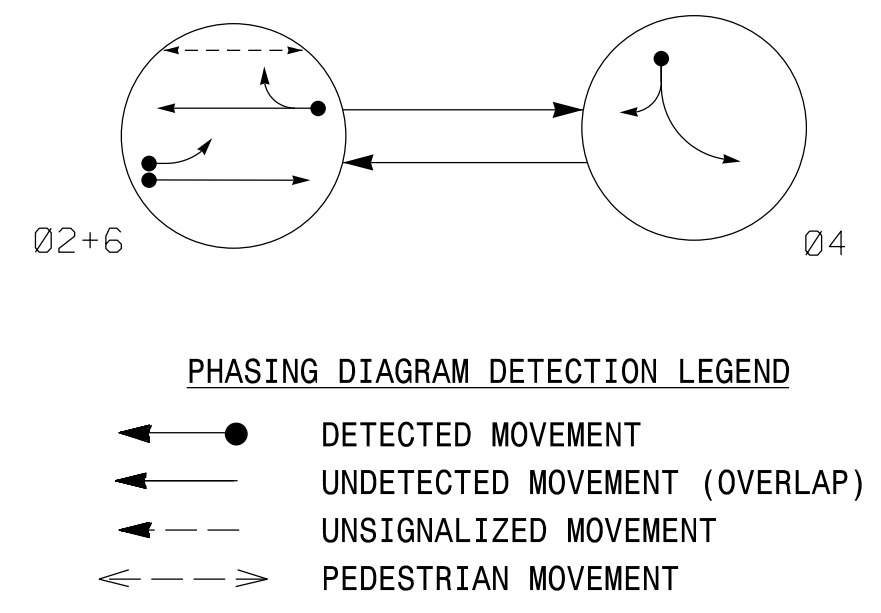 Ø2+6
Ø4
PHASING DIAGRAM DETECTION LEGEND
DETECTED MOVEMENT
UNDETECTED MOVEMENT (OVERLAP)
UNSIGNALIZED MOVEMENT
PEDESTRIAN MOVEMENT